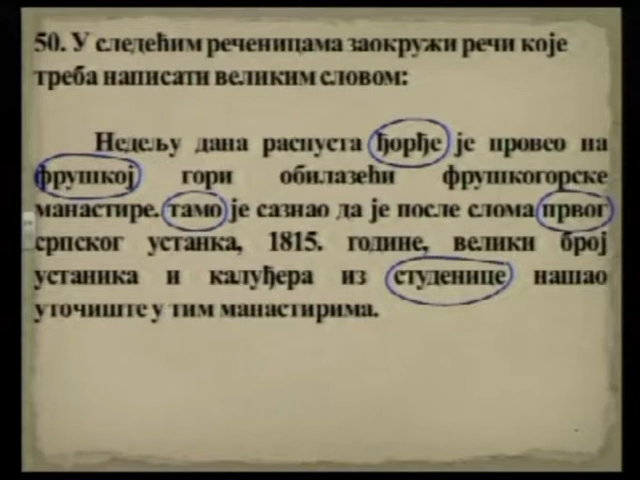 50. У следећим реченицама заокружи речи које
треба написати великим словом:
Недељу дана распуста ђорђе је провео на
фрушкој гори обилазећи фрушкогорске
манастире. тамо је сазнао да је после слома првог
српског устанка, 1815. године, велики број
устаника и калуђера из студенице нашао
уточиште у тим манастирима.